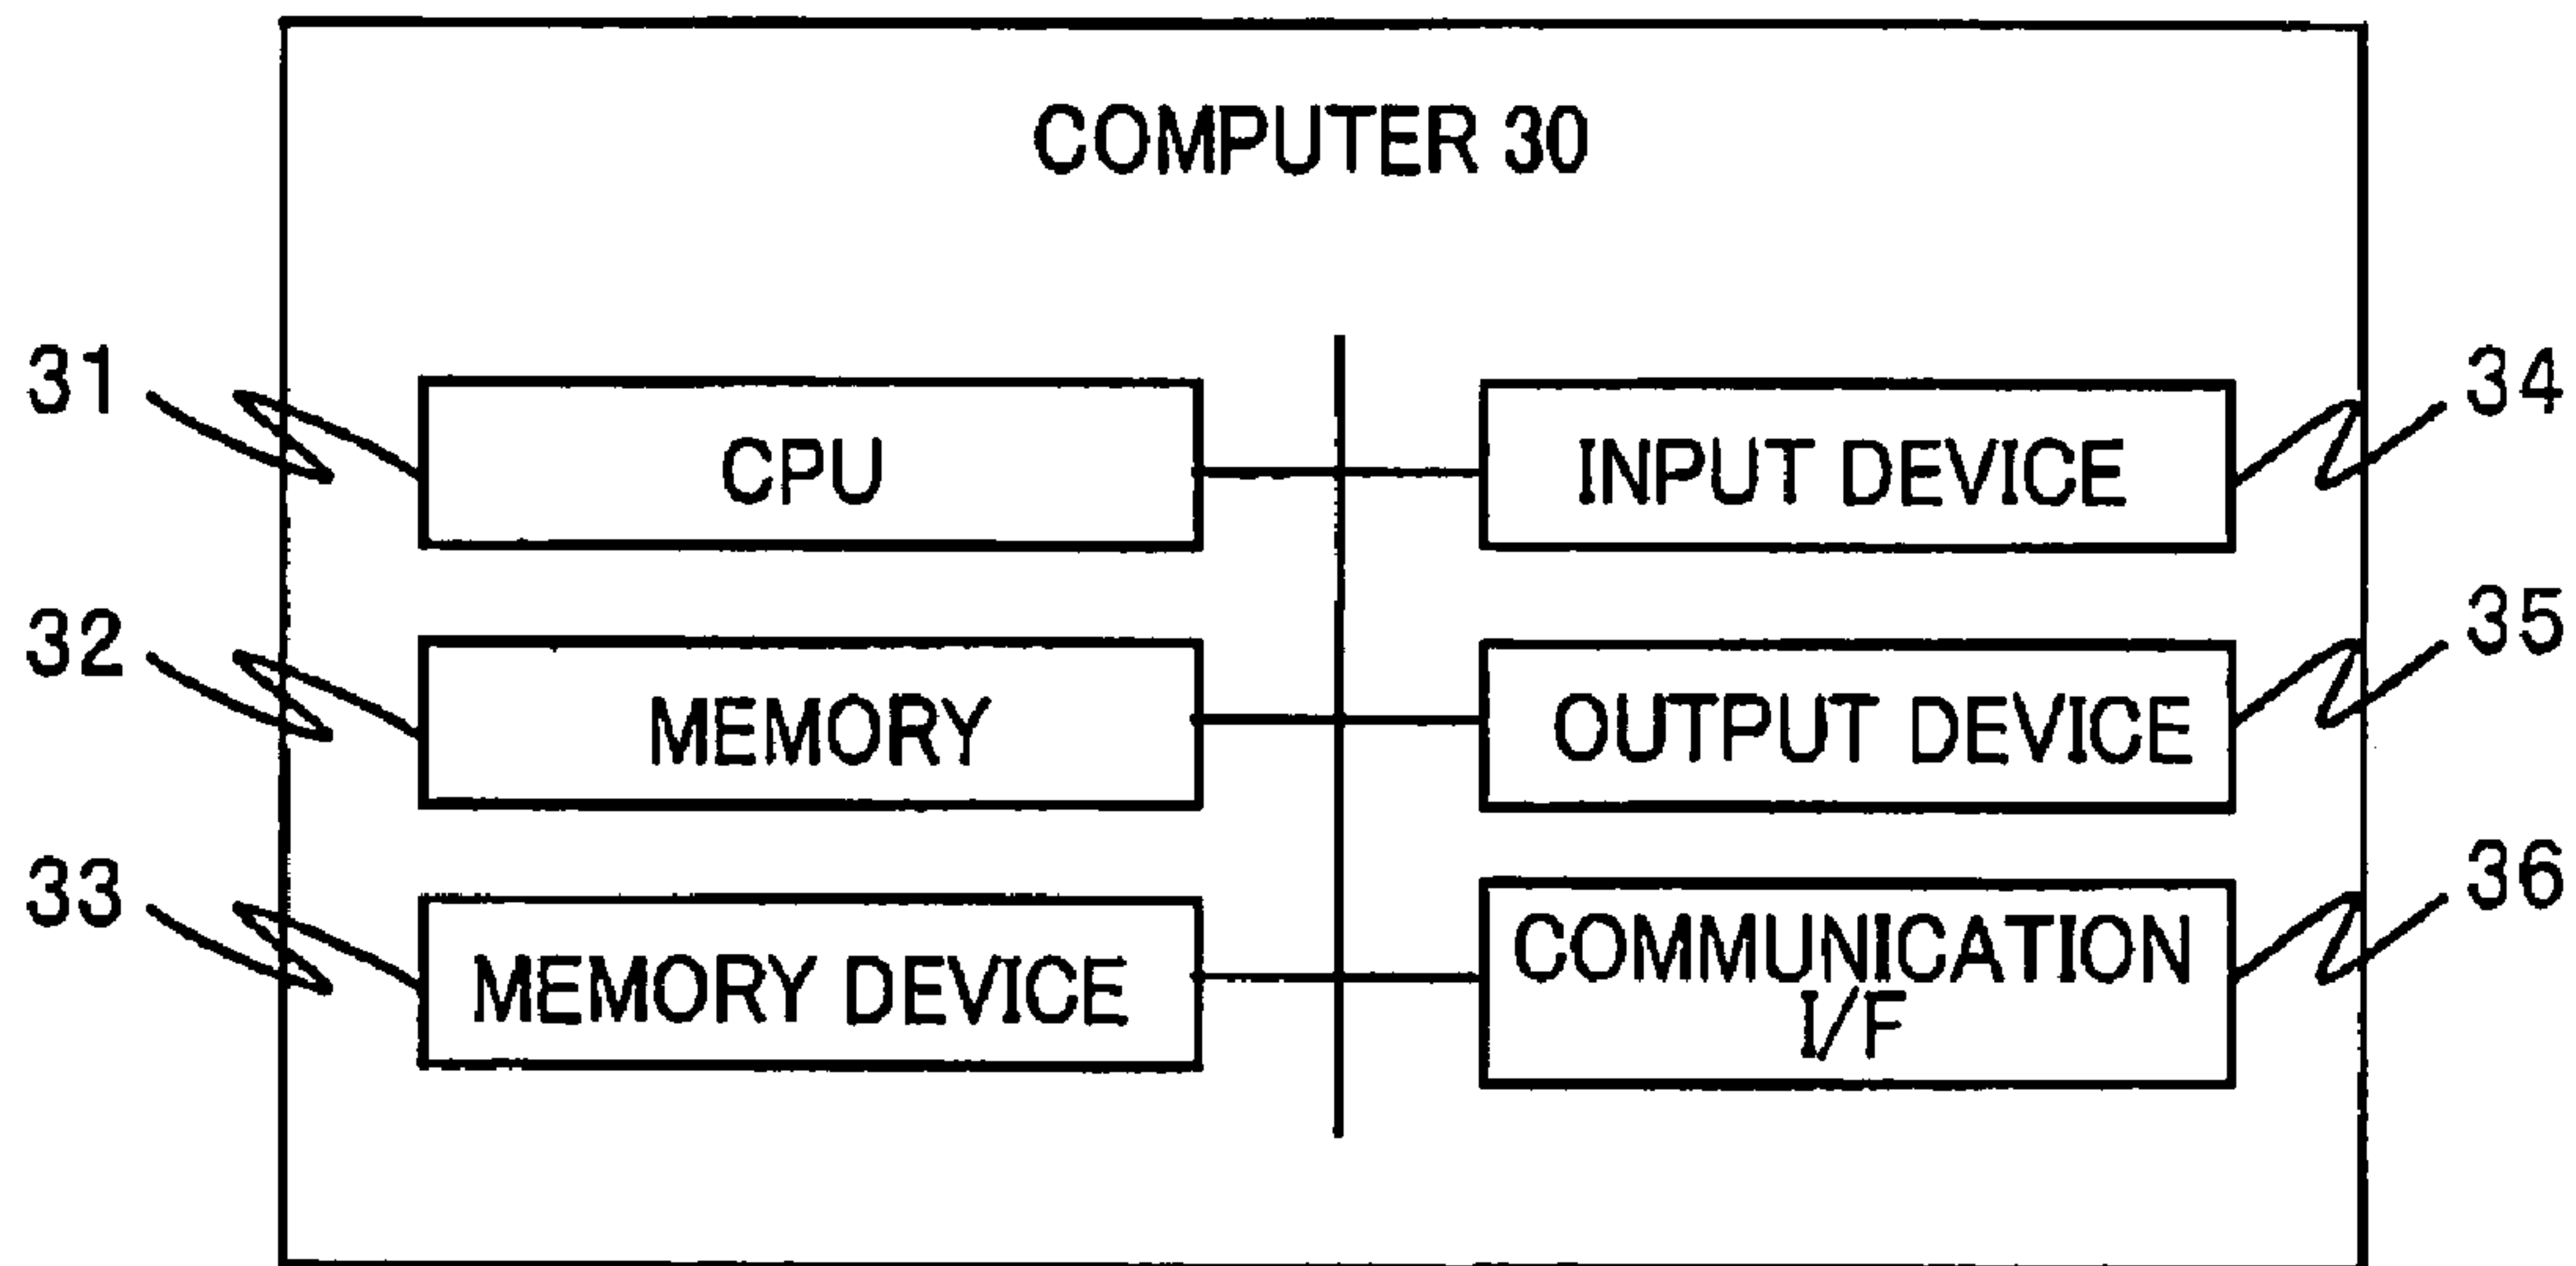 COMPUTER 30
31
CPU
INPUT DEVICE
34
32
MEMORY
OUTPUT DEVICE
35
33
MEMORY DEVICE
COMMUNICATION
I/F
36